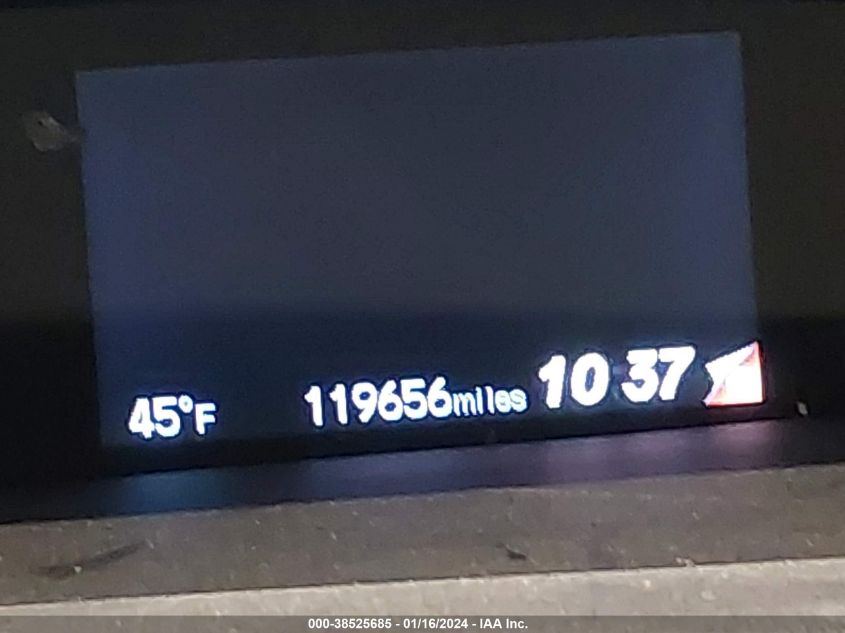 45°F 119656miles 10 37
000-38525685 - 01/16/2024 - IAA Inc.